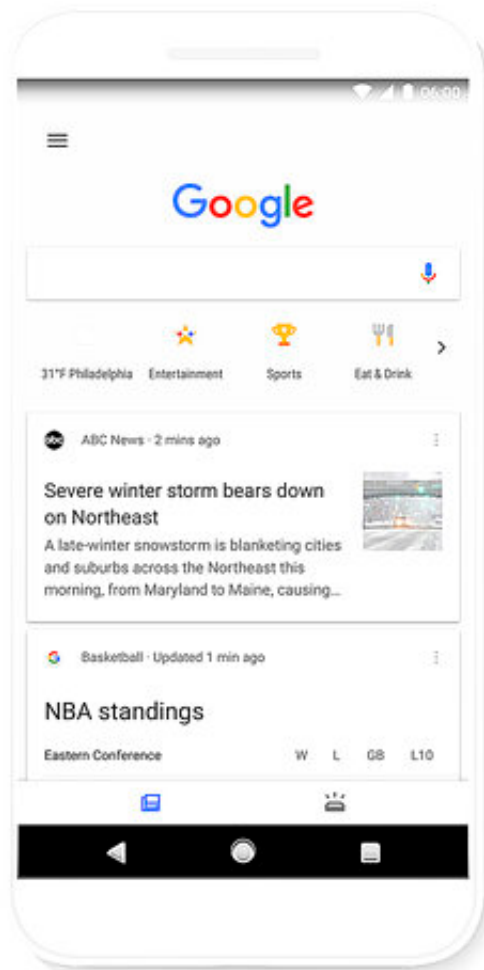 06:00
Google
31°F Philadelphia Entertainment Sports Eat & Drink
abc ABC News · 2 mins ago
Severe winter storm bears down
on Northeast
A late-winter snowstorm is blanketing cities
and suburbs across the Northeast this
morning, from Maryland to Maine, causing...
G Basketball · Updated 1 min ago
NBA standings
Eastern Conference W L GB L10